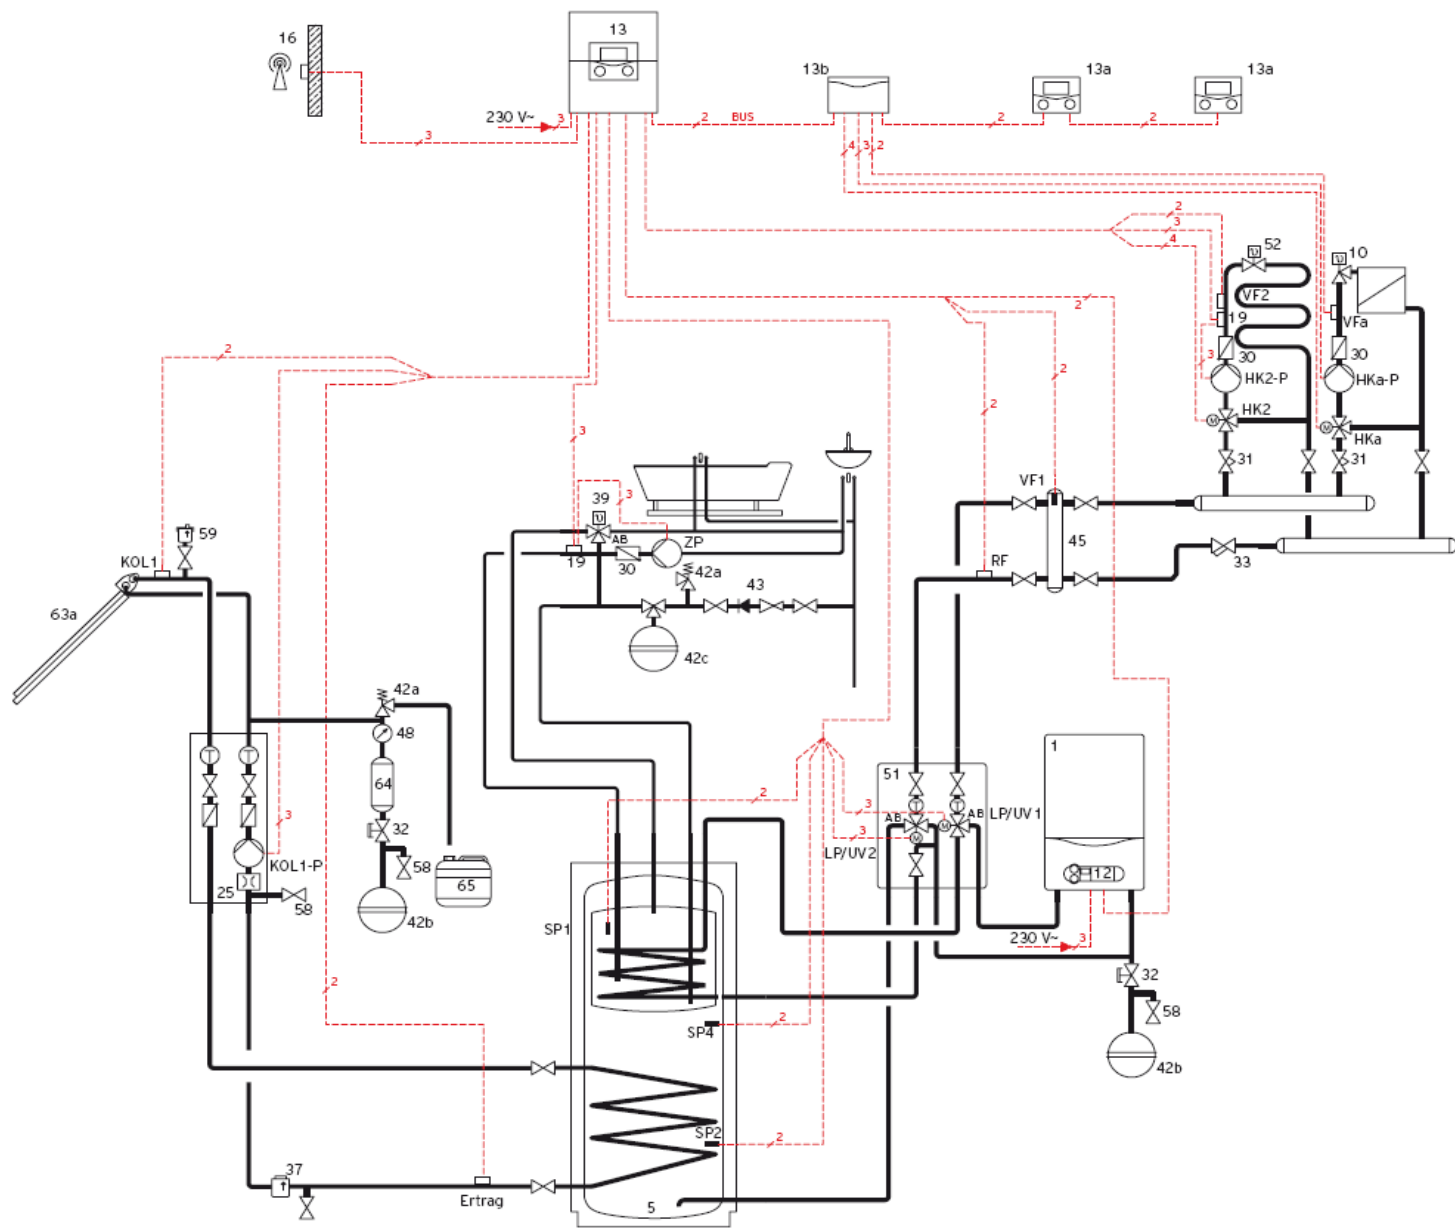 16
13
13b
13a
13a
230 V~
3
3
2
BUS
2
2
4
3
2
2
3
4
52
10
VF2
19
VFa
2
2
3
30
30
HK2-P
HKa-P
HK2
M
M
HKa
31
31
2
2
2
3
3
39
AB
ZP
19
30
42a
43
42c
VF1
45
RF
33
59
KOL1
63a
42a
48
64
32
58
65
42b
T
T
3
KOL1-P
25
58
51
T
T
LP/UV1
AB
AB
M
M
LP/UV2
2
3
3
1
12
230 V~
3
32
58
42b
SP1
SP4
2
2
SP2
2
37
Ertrag
5